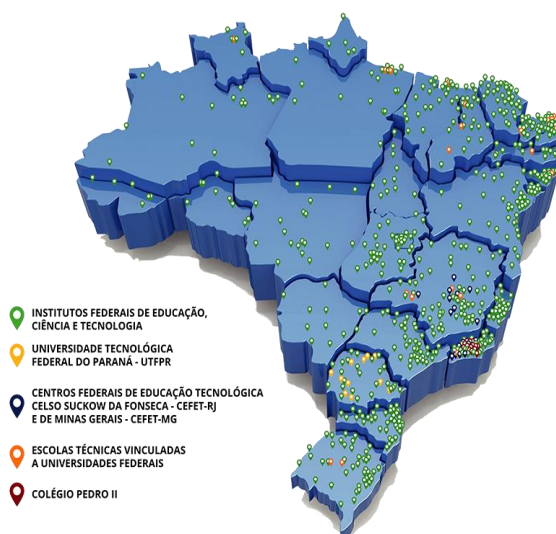 INSTITUTOS FEDERAIS DE EDUCAÇÃO,
CIÊNCIA E TECNOLOGIA
UNIVERSIDADE TECNOLÓGICA
FEDERAL DO PARANÁ - UTFPR
CENTROS FEDERAIS DE EDUCAÇÃO TECNOLÓGICA
CELSO SUCKOW DA FONSECA - CEFET-RJ
E DE MINAS GERAIS - CEFET-MG
ESCOLAS TÉCNICAS VINCULADAS
A UNIVERSIDADES FEDERAIS
COLÉGIO PEDRO II